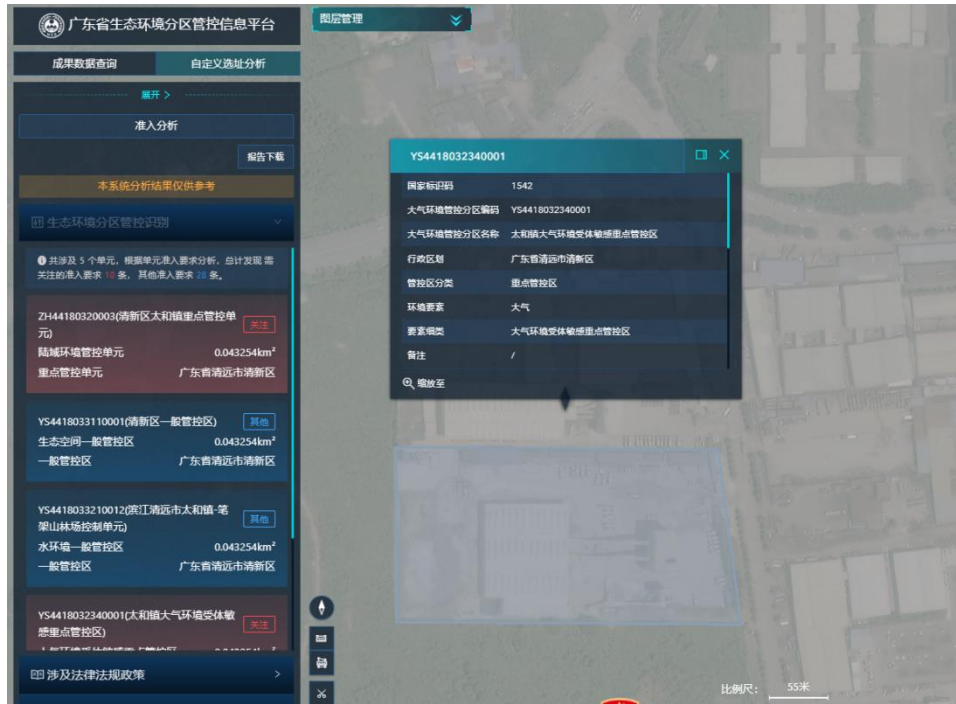 广东省生态环境分区管控信息平台
图层管理
成果数据查询
自定义选址分析
展开 >
准入分析
报告下载
本系统分析结果仅供参考
生态环境分区管控识别
共涉及 5 个单元，根据单元准入要求分析，总计发现 需
关注的准入要求 10 条，其他准入要求 28 条。
ZH44180320003(清新区太和镇重点管控单
元)
关注
陆域环境管控单元
0.043254km²
重点管控单元
广东省清远市清新区
YS4418033110001(清新区一般管控区)
其他
生态空间一般管控区
0.043254km²
一般管控区
广东省清远市清新区
YS4418033210012(滨江清远市太和镇-笔
架山林场控制单元)
其他
水环境一般管控区
0.043254km²
一般管控区
广东省清远市清新区
YS4418032340001(太和镇大气环境受体敏
感重点管控区)
关注
涉及法律法规政策
YS4418032340001
国家标识码
1542
大气环境管控分区编码
YS4418032340001
大气环境管控分区名称
太和镇大气环境受体敏感重点管控区
行政区划
广东省清远市清新区
管控区分类
重点管控区
环境要素
大气
要素细类
大气环境受体敏感重点管控区
备注
/
缩放至
比例尺：
55米